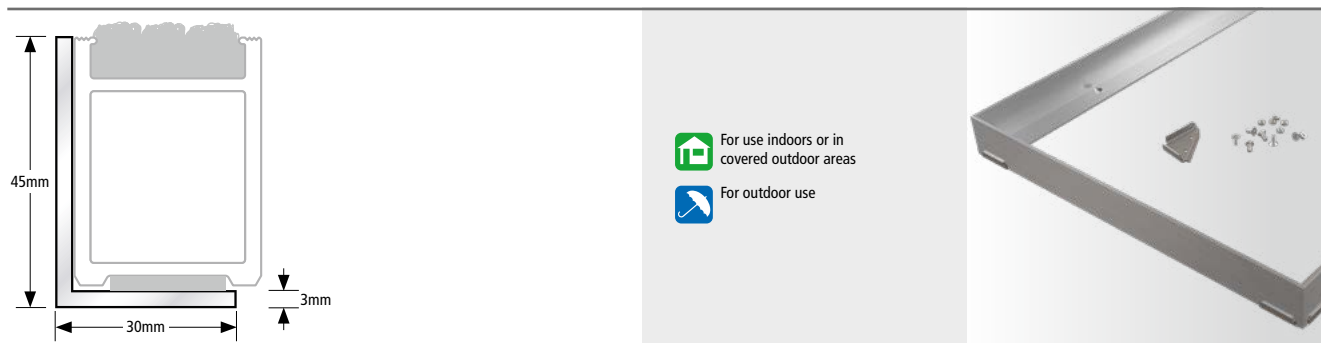 45mm
3mm
30mm
For use indoors or in
covered outdoor areas
For outdoor use